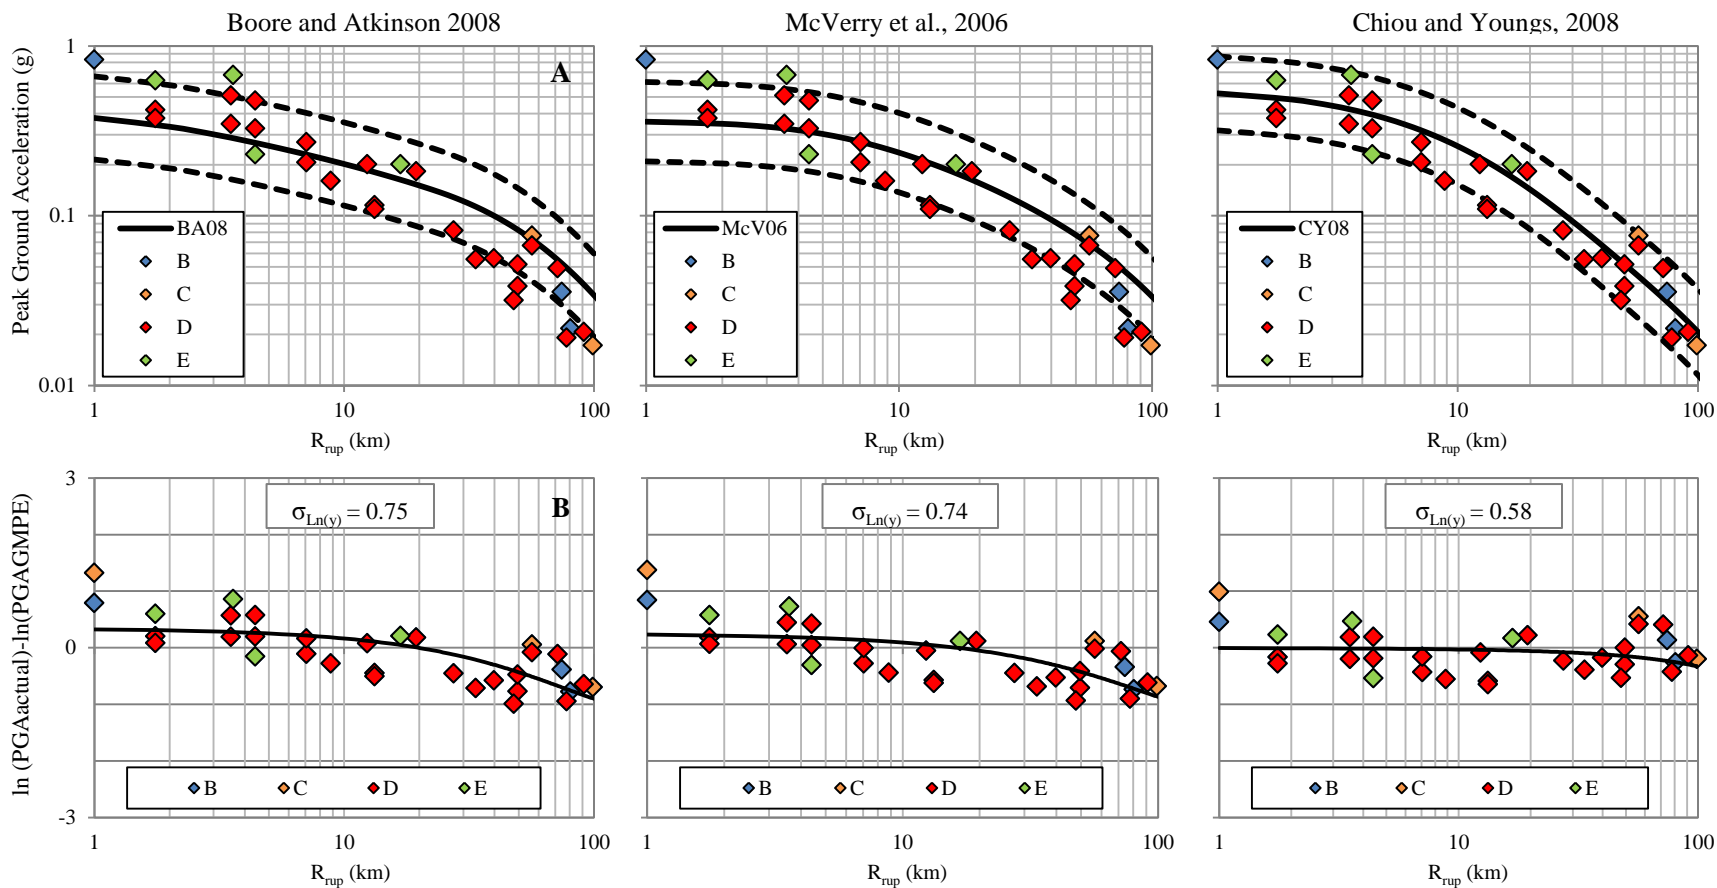 Boore and Atkinson 2008
McVerry et al., 2006
Chiou and Youngs, 2008
Peak Ground Acceleration (g)
1
0.1
0.01
A
BA08
B
C
D
E
1 10 100
R_rup (km)
McV06
B
C
D
E
1 10 100
R_rup (km)
CY08
B
C
D
E
1 10 100
R_rup (km)
ln (PGAactual)-ln(PGAGMPE)
3
0
-3
σ_Ln(y) = 0.75
B
B C D E
1 10 100
R_rup (km)
σ_Ln(y) = 0.74
B C D E
1 10 100
R_rup (km)
σ_Ln(y) = 0.58
B C D E
1 10 100
R_rup (km)